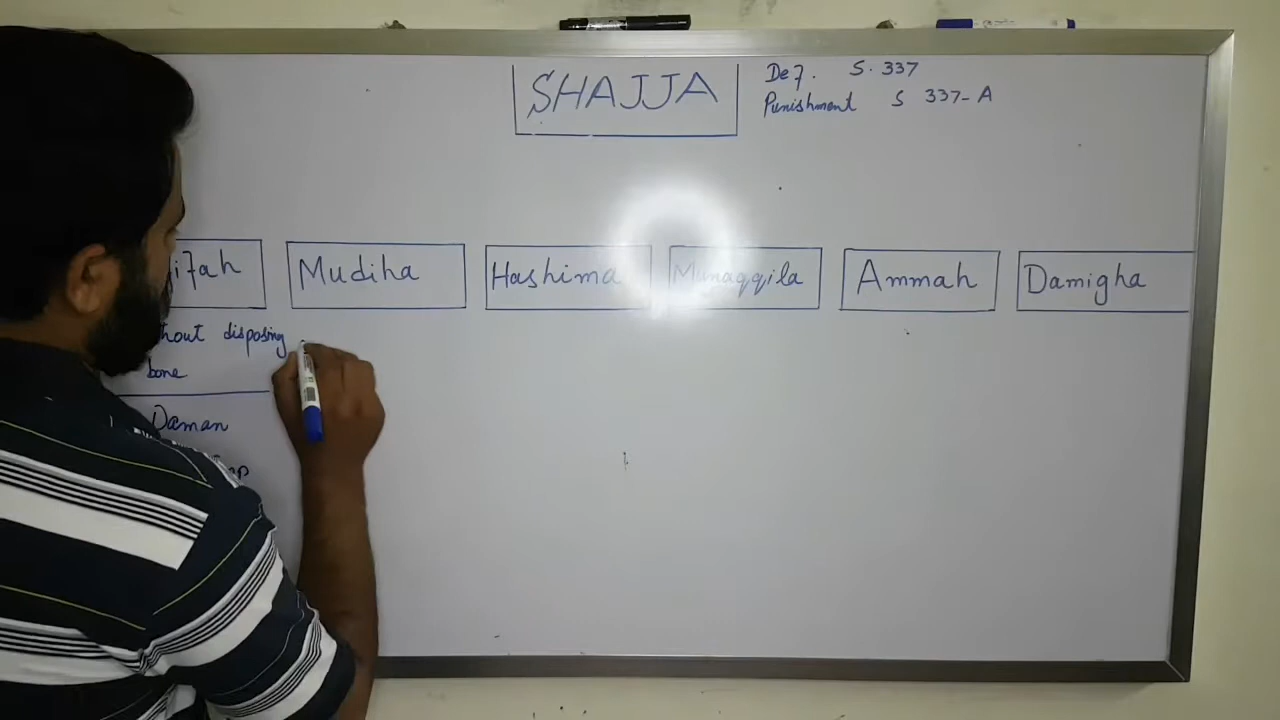 SHAJJA
Def. S. 337
Punishment S 337-A
Mudiha
Hashima
Munaqqila
Ammah
Damigha
disposing
bone
Daman